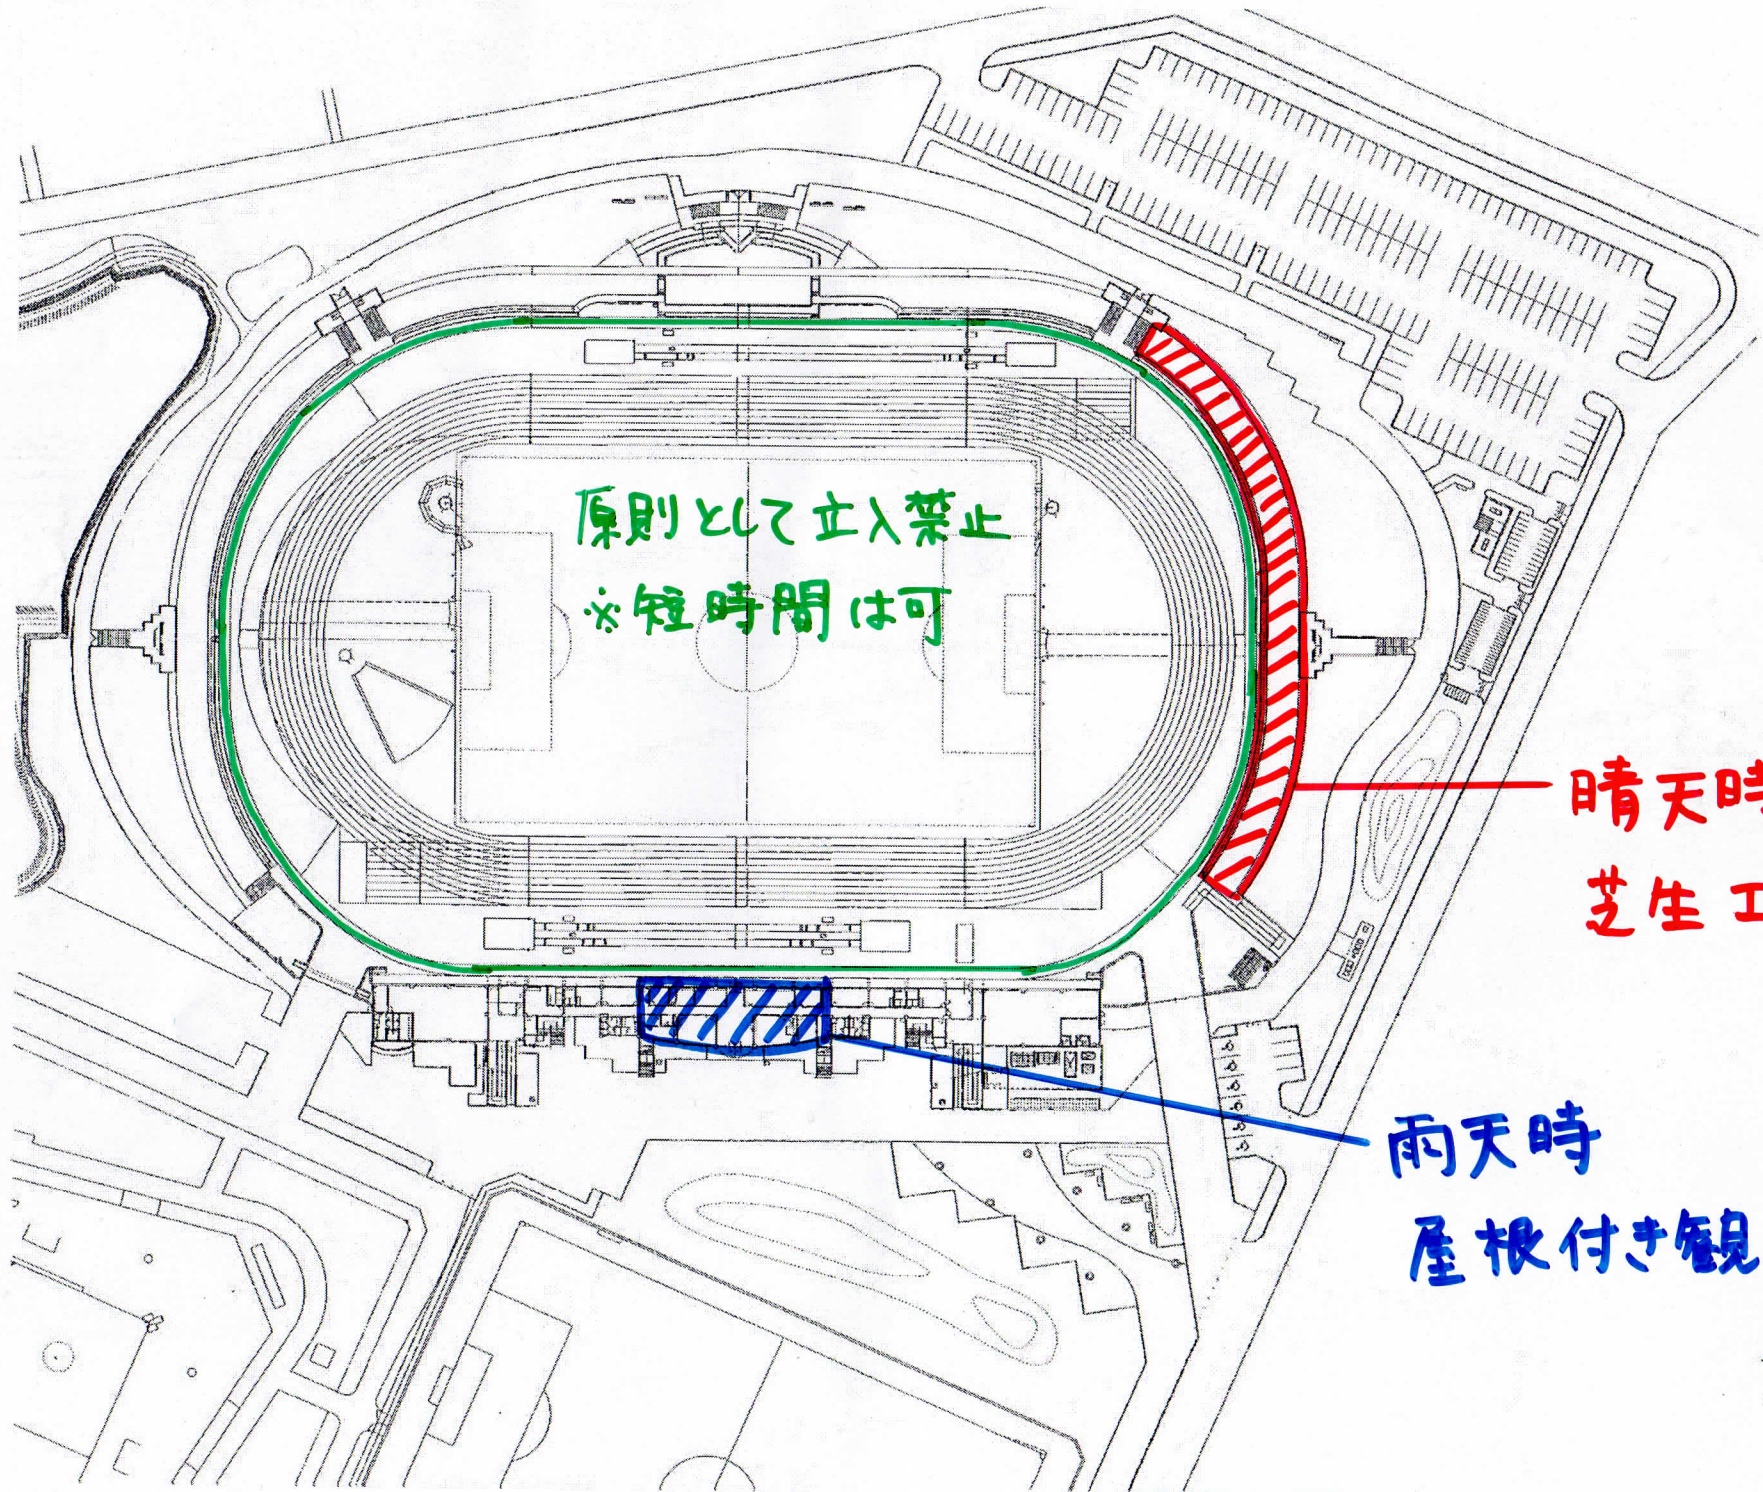 原則として立入禁止
※短時間は可
晴天時
芝生エ
雨天時
屋根付き観